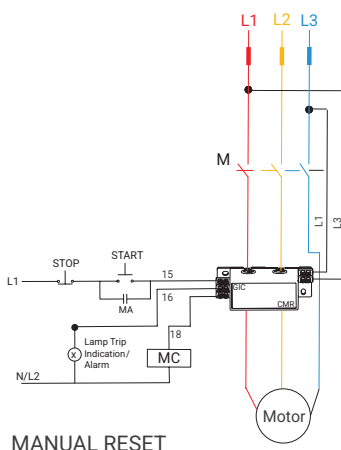 L1 L2 L3
M
L1
L3
STOP
START
L1
15
MA
16
GIC
CMR
18
X
Lamp Trip
Indication/
Alarm
MC
N/L2
Motor
MANUAL RESET